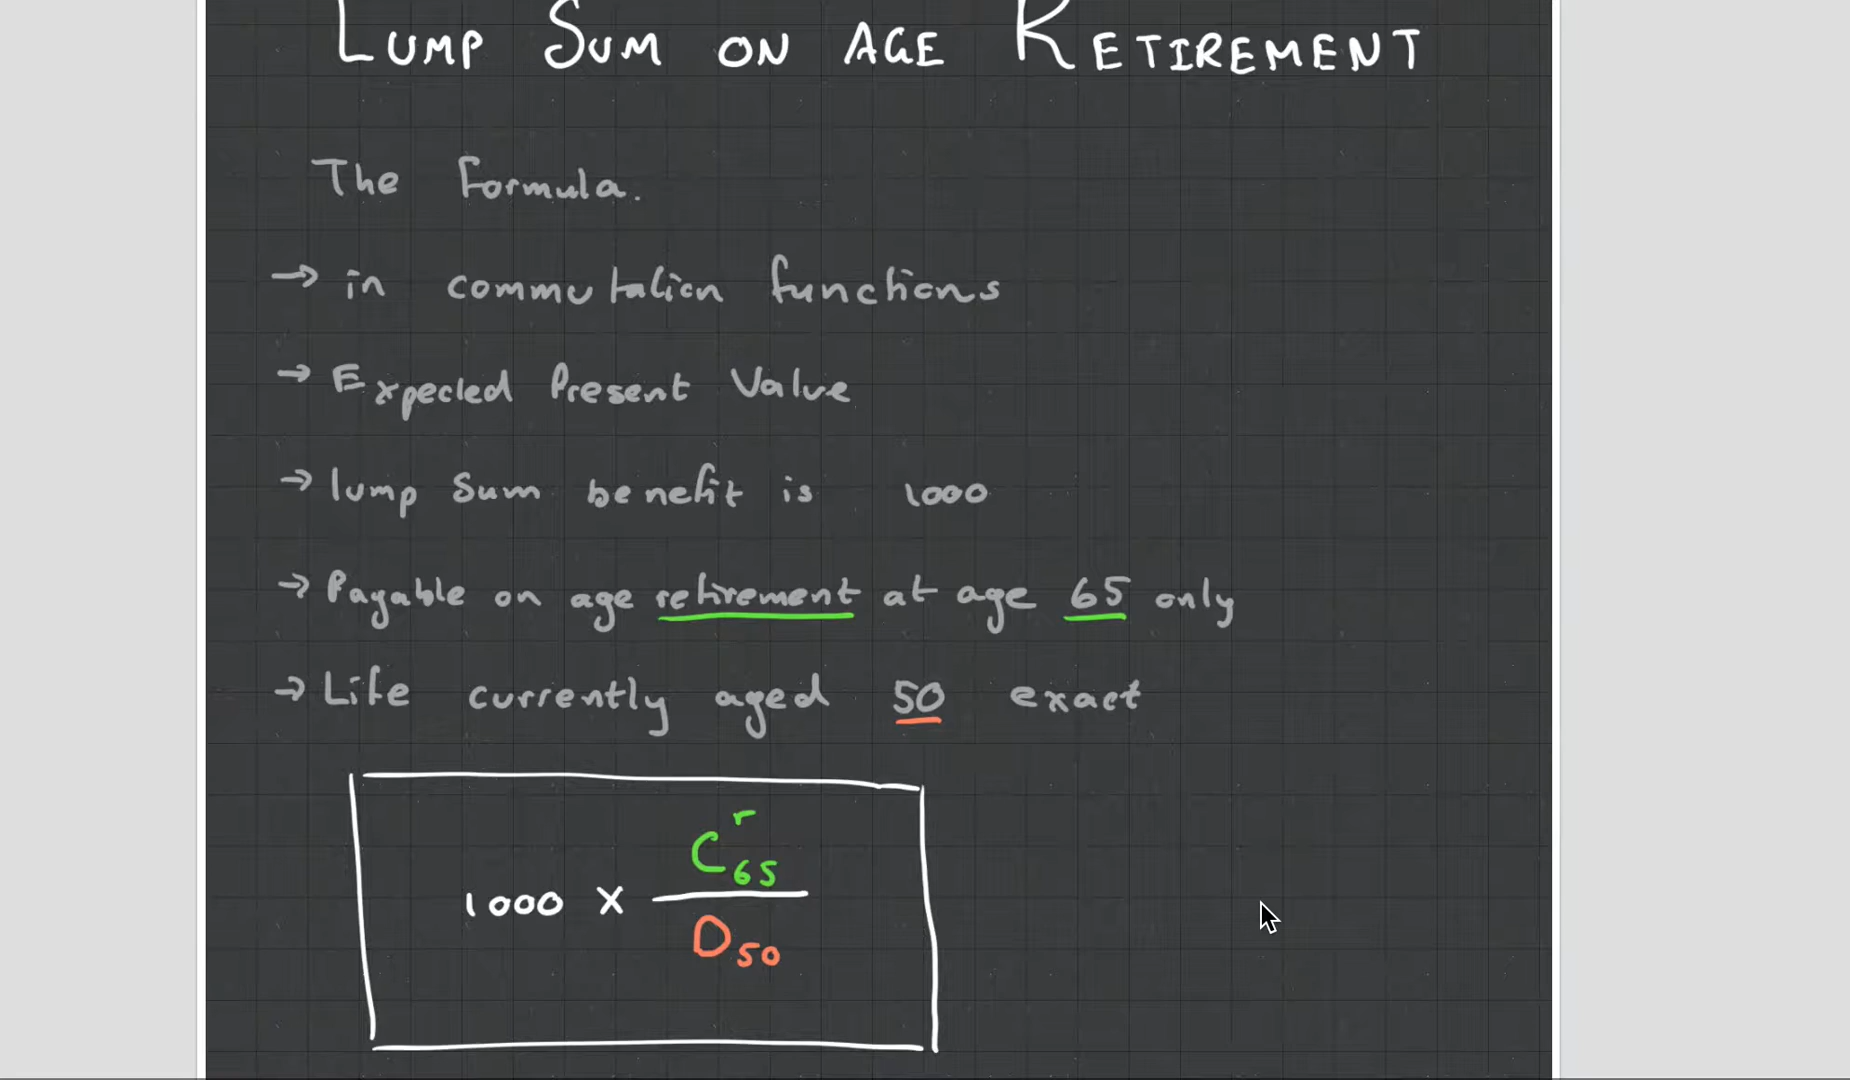 LUMP SUM ON AGE RETIREMENT
The Formula.
→ in commutation functions
→ Expected Present Value
→ lump sum benefit is 1000
→ Payable on age retirement at age 65 only
→ Life currently aged 50 exact
1000 × C^r_65 / D_50